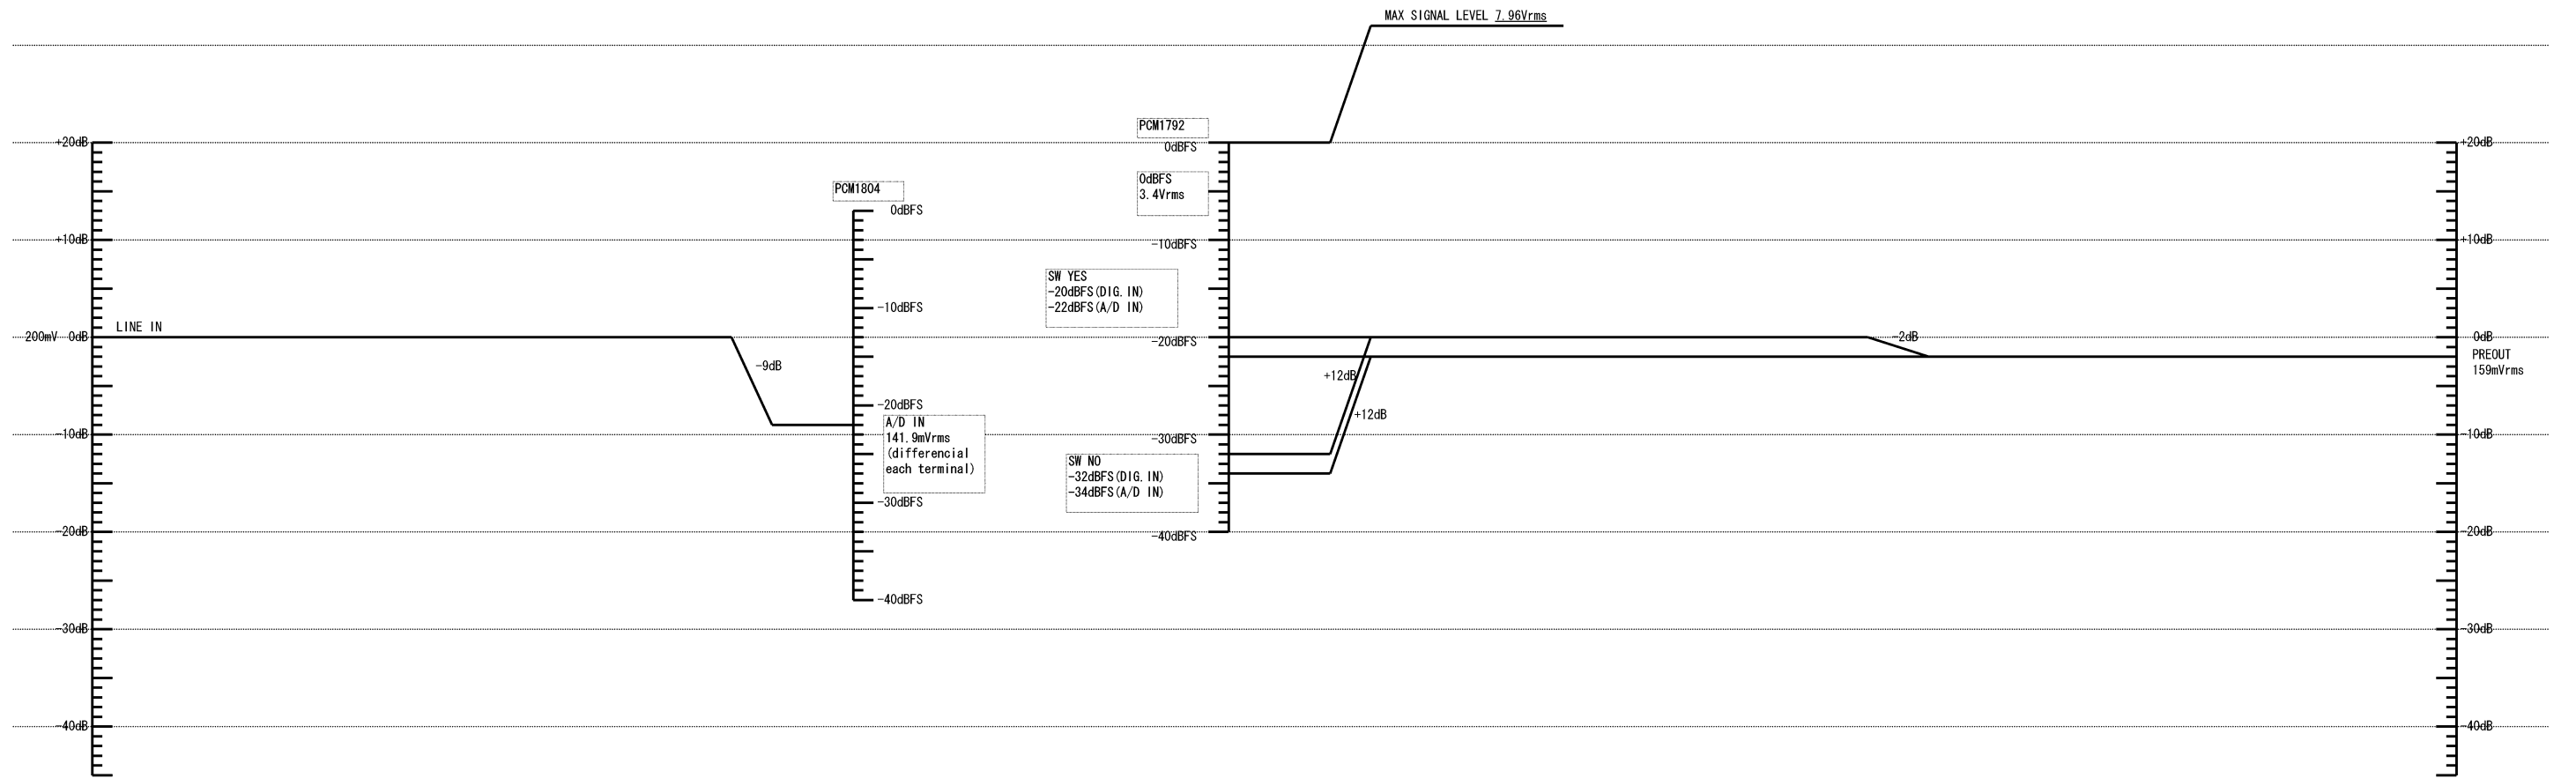 MAX SIGNAL LEVEL 7.96Vrms
+20dB
+10dB
200mV 0dB
-10dB
-20dB
-30dB
-40dB
LINE IN
-9dB
PCM1804
0dBFS
-10dBFS
-20dBFS
-30dBFS
-40dBFS
A/D IN
141.9mVrms
(differencial
each terminal)
PCM1792
0dBFS
0dBFS
3.4Vrms
-10dBFS
SW YES
-20dBFS(DIG.IN)
-22dBFS(A/D IN)
-20dBFS
-30dBFS
SW NO
-32dBFS(DIG.IN)
-34dBFS(A/D IN)
-40dBFS
+12dB
+12dB
-2dB
+20dB
+10dB
0dB
PREOUT
159mVrms
-10dB
-20dB
-30dB
-40dB